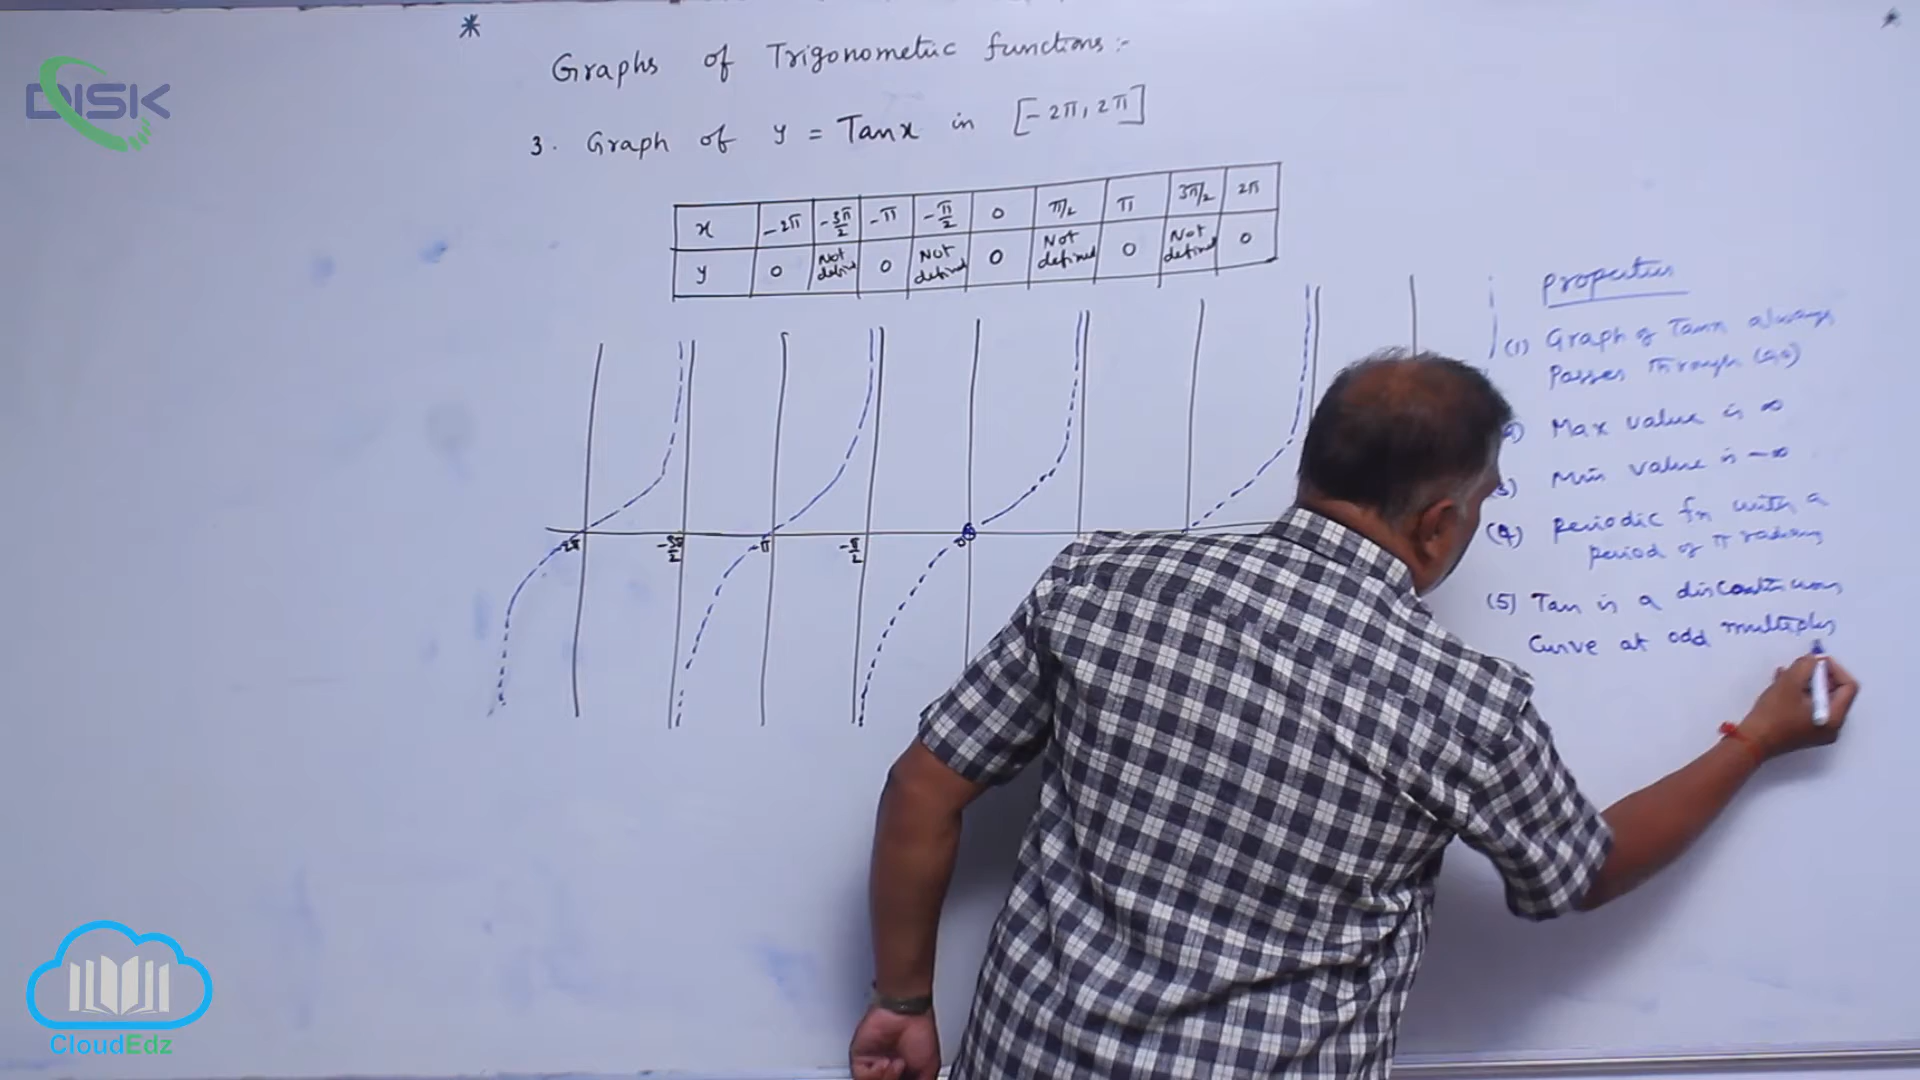 DISK
Graphs of Trigonometric functions :-
3. Graph of y = Tanx in [-2π, 2π]
x -2π -3π/2 -π -π/2 0 π/2 π 3π/2 2π
y 0 Not defined 0 Not defined 0 Not defined 0 Not defined 0
-2π -3π/2 -π -π/2 0
Properties
(1) Graph of Tanx always
Passes through (0,0)
) Max value is ∞
3) Min value is -∞
(4) Periodic fn with a
period of π radians
(5) Tan is a discontinuous
Curve at odd multiples
CloudEdz